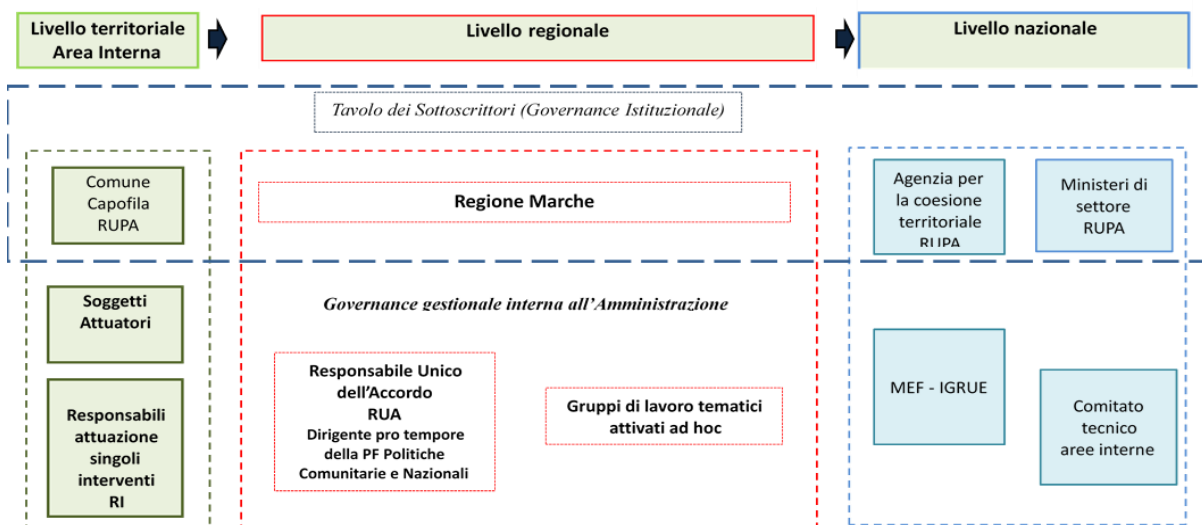 Livello territoriale
Area Interna
Livello regionale
Livello nazionale
Tavolo dei Sottoscrittori (Governance Istituzionale)
Comune
Capofila
RUPA
Regione Marche
Agenzia per
la coesione
territoriale
RUPA
Ministeri di
settore
RUPA
Soggetti
Attuatori
Governance gestionale interna all'Amministrazione
Responsabili
attuazione
singoli
interventi
RI
Responsabile Unico
dell'Accordo
RUA
Dirigente pro tempore
della PF Politiche
Comunitarie e Nazionali
Gruppi di lavoro tematici
attivati ad hoc
MEF - IGRUE
Comitato
tecnico
aree interne